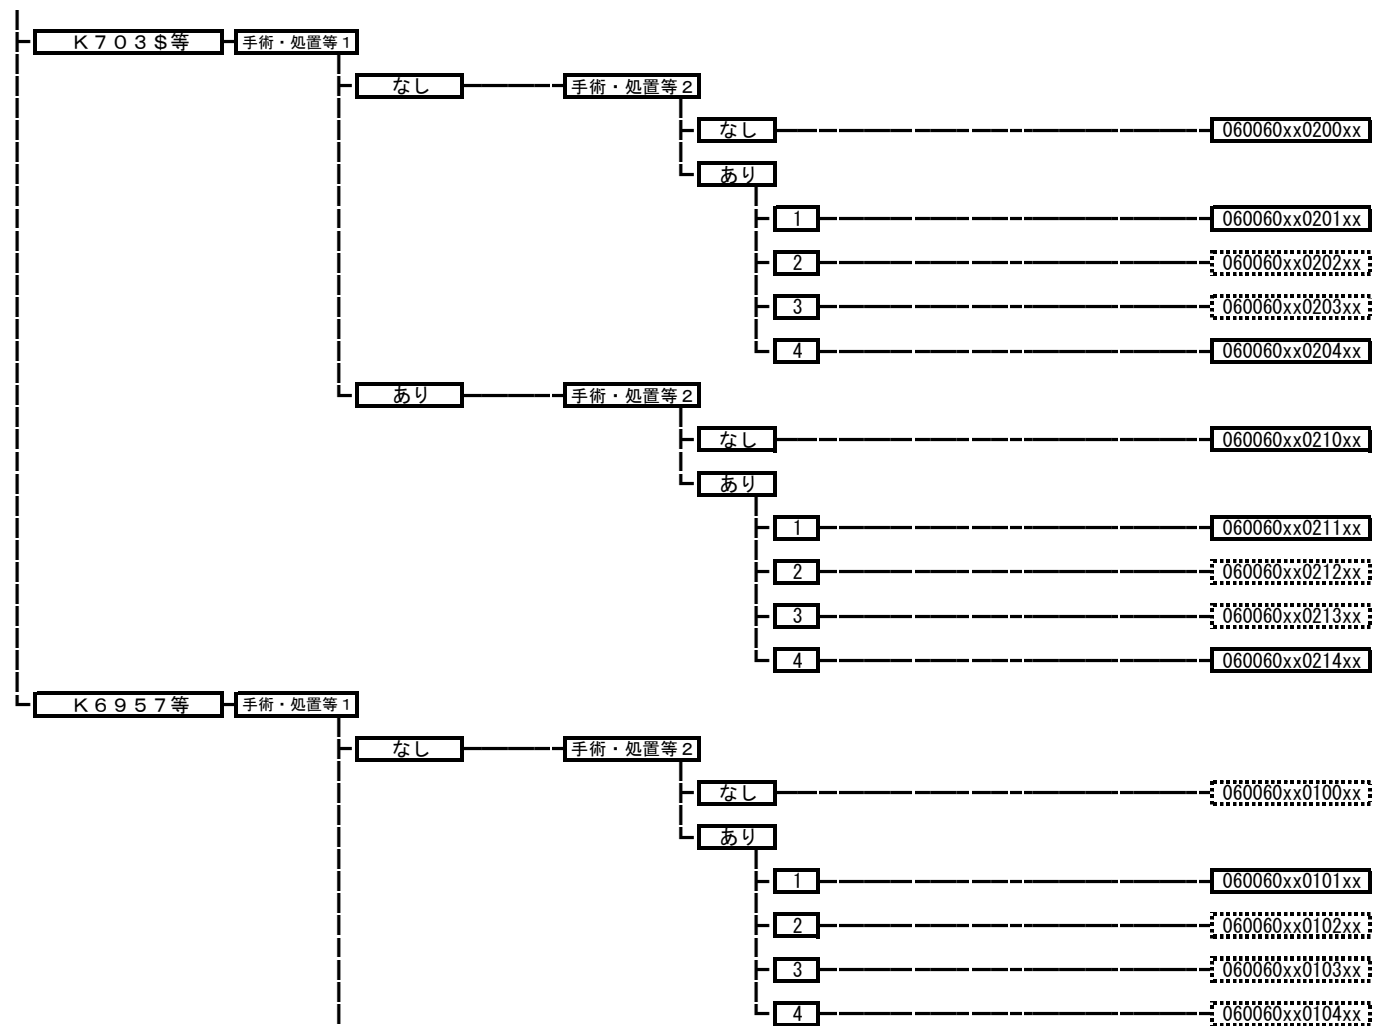 Ｋ７０３＄等 手術・処置等１
なし 手術・処置等２
なし 060060xx0200xx
あり
1 060060xx0201xx
2 060060xx0202xx
3 060060xx0203xx
4 060060xx0204xx
あり 手術・処置等２
なし 060060xx0210xx
あり
1 060060xx0211xx
2 060060xx0212xx
3 060060xx0213xx
4 060060xx0214xx
Ｋ６９５７等 手術・処置等１
なし 手術・処置等２
なし 060060xx0100xx
あり
1 060060xx0101xx
2 060060xx0102xx
3 060060xx0103xx
4 060060xx0104xx